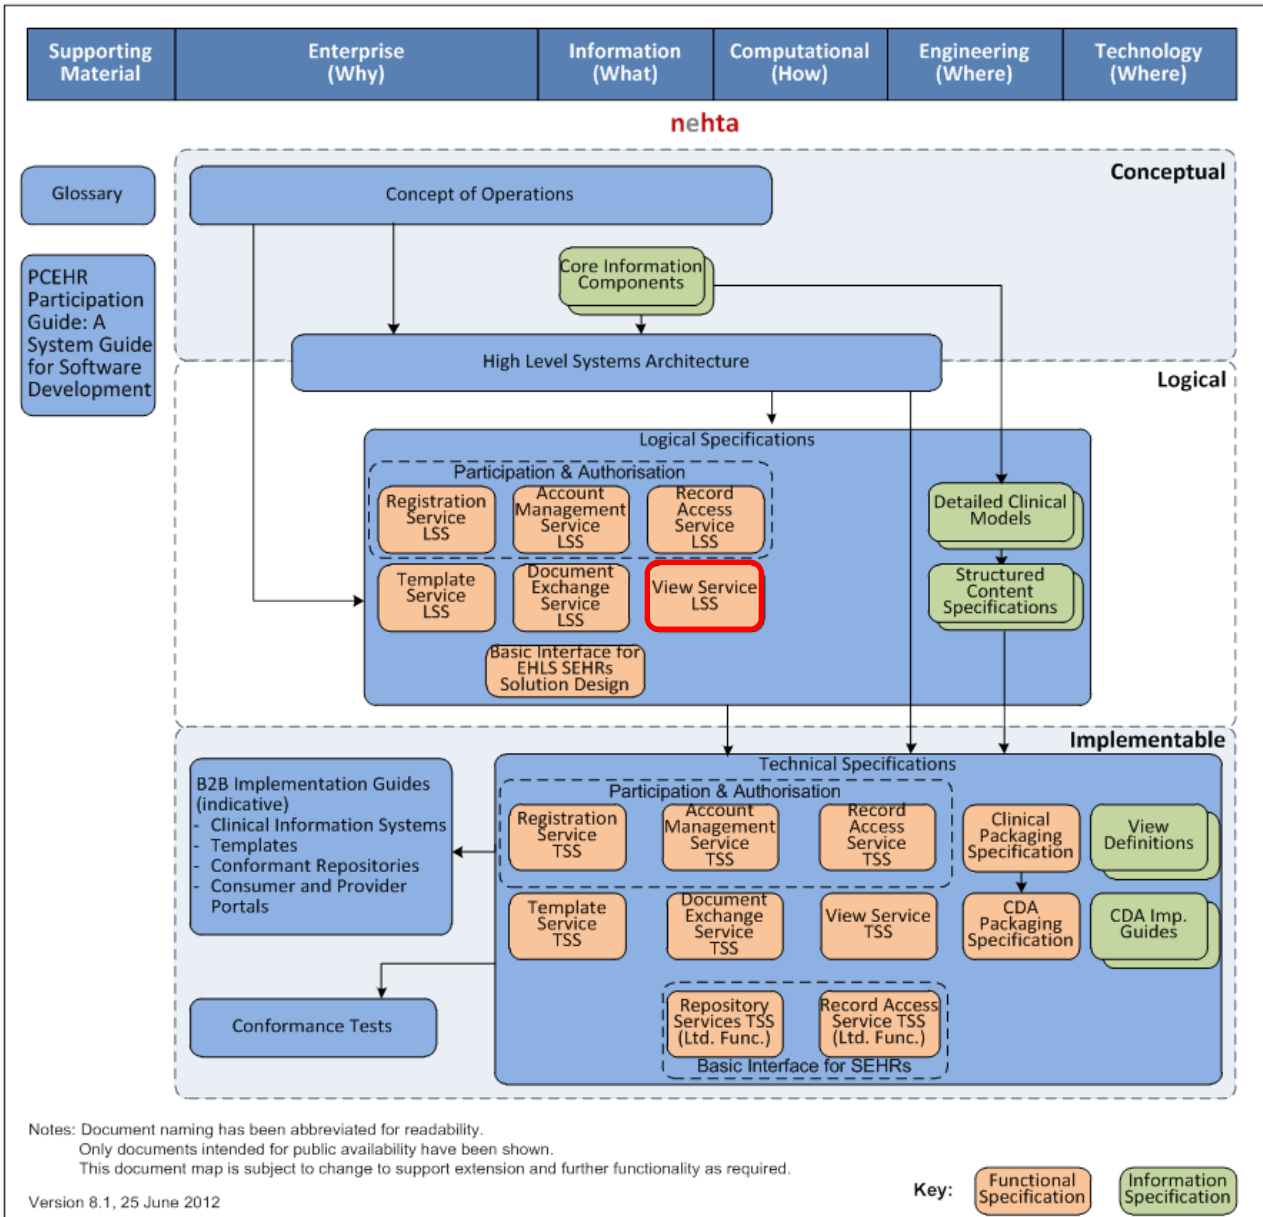 Supporting
Material
Enterprise
(Why)
Information
(What)
Computational
(How)
Engineering
(Where)
Technology
(Where)
nehta
Conceptual
Glossary
Concept of Operations
PCEHR
Participation
Guide: A
System Guide
for Software
Development
Core Information
Components
High Level Systems Architecture
Logical
Logical Specifications
Participation & Authorisation
Registration
Service
LSS
Account
Management
Service
LSS
Record
Access
Service
LSS
Detailed Clinical
Models
Template
Service
LSS
Document
Exchange
Service
LSS
View Service
LSS
Structured
Content
Specifications
Basic Interface for
EHLS SEHRs
Solution Design
Implementable
Technical Specifications
B2B Implementation Guides
(indicative)
- Clinical Information Systems
- Templates
- Conformant Repositories
- Consumer and Provider
Portals
Participation & Authorisation
Registration
Service
TSS
Account
Management
Service
TSS
Record
Access
Service
TSS
Clinical
Packaging
Specification
View
Definitions
Template
Service
TSS
Document
Exchange
Service
TSS
View Service
TSS
CDA
Packaging
Specification
CDA Imp.
Guides
Conformance Tests
Repository
Services TSS
(Ltd. Func.)
Record Access
Service TSS
(Ltd. Func.)
Basic Interface for SEHRs
Notes: Document naming has been abbreviated for readability.
Only documents intended for public availability have been shown.
This document map is subject to change to support extension and further functionality as required.
Version 8.1, 25 June 2012
Key:
Functional
Specification
Information
Specification